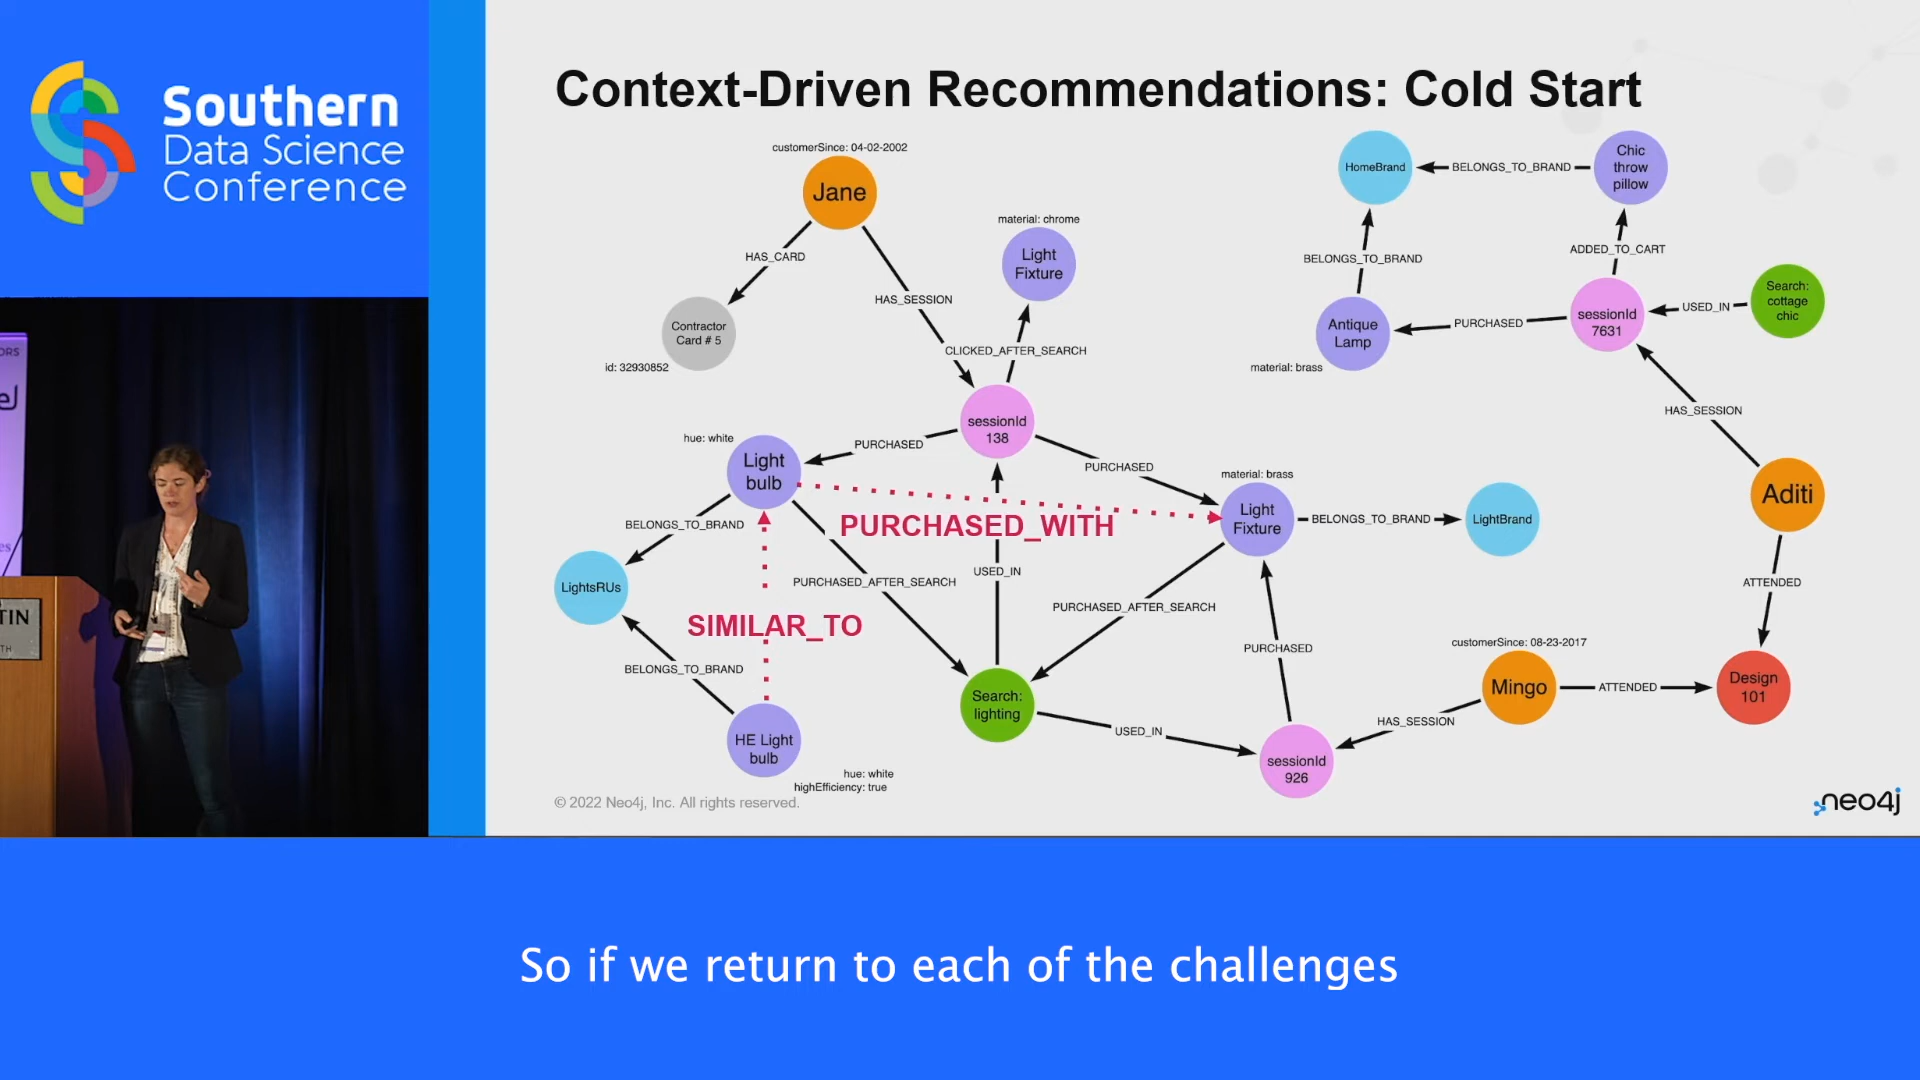 Southern
Data Science
Conference
Context-Driven Recommendations: Cold Start
customerSince: 04-02-2002
Jane
HAS_CARD
Contractor
Card # 5
id: 32930852
HAS_SESSION
material: chrome
Light
Fixture
CLICKED_AFTER_SEARCH
sessionId
138
PURCHASED
hue: white
Light
bulb
PURCHASED
material: brass
Light
Fixture
BELONGS_TO_BRAND
LightBrand
PURCHASED_WITH
BELONGS_TO_BRAND
LightsRUs
SIMILAR_TO
PURCHASED_AFTER_SEARCH
USED_IN
PURCHASED_AFTER_SEARCH
BELONGS_TO_BRAND
HE Light
bulb
hue: white
highEfficiency: true
Search:
lighting
USED_IN
PURCHASED
sessionId
926
HAS_SESSION
customerSince: 08-23-2017
Mingo
ATTENDED
Design
101
ATTENDED
Aditi
HAS_SESSION
sessionId
7631
USED_IN
Search:
cottage
chic
ADDED_TO_CART
Chic
throw
pillow
BELONGS_TO_BRAND
HomeBrand
BELONGS_TO_BRAND
PURCHASED
Antique
Lamp
material: brass
© 2022 Neo4j, Inc. All rights reserved.
neo4j
ORS
TIN
TH
So if we return to each of the challenges